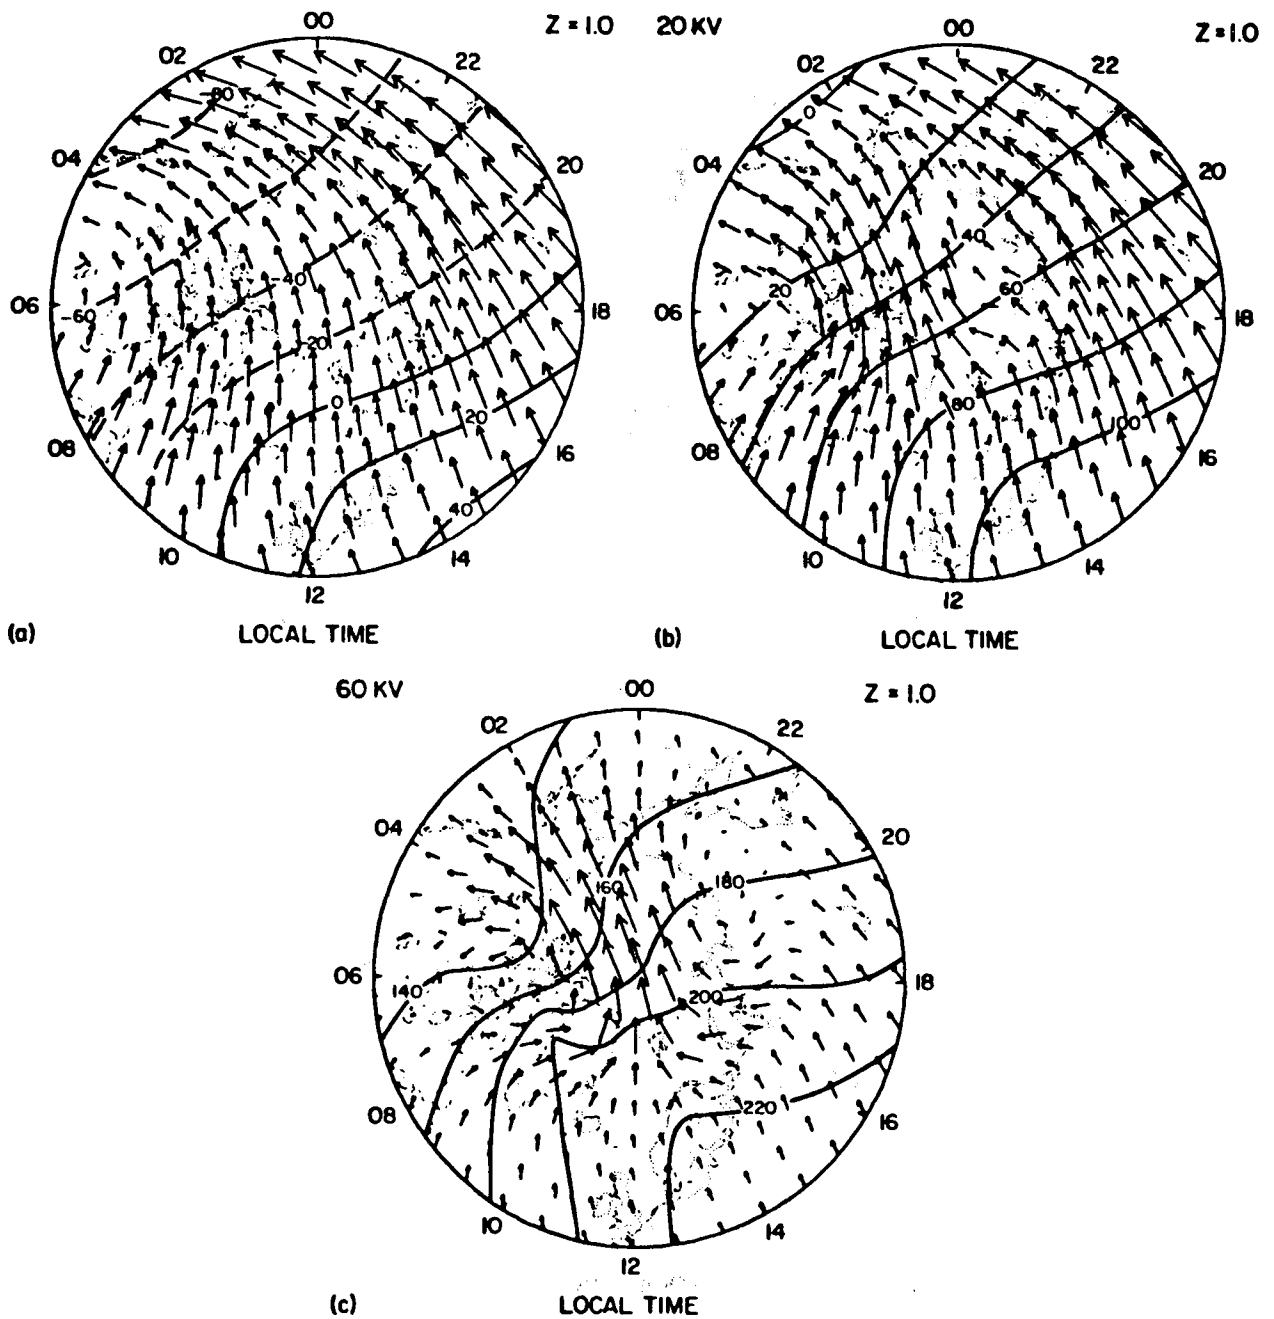 00 Z = 1.0 20 KV 00 Z = 1.0
02 22 02 22
-80 0
04 20 04 20
40
-40 60
06 -60 18 06 20 18
-20
0 20 80 100
08 16 08 16
40
10 14 10 14
12 12
(a) LOCAL TIME (b) LOCAL TIME
60 KV 00 Z = 1.0
02 22
04 20
160 180
06 140 200 18
08 220 16
10 14
12
(c) LOCAL TIME